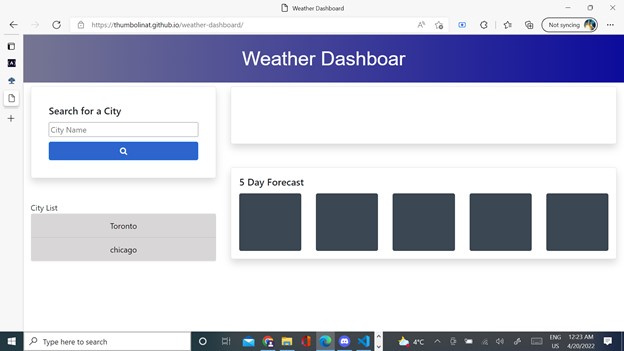 Weather Dashboard
https://thumbolinat.github.io/weather-dashboard/
Not syncing
Weather Dashboar
Search for a City
City Name
5 Day Forecast
City List
Toronto
chicago
Type here to search
4°C
ENG
US
12:23 AM
4/20/2022